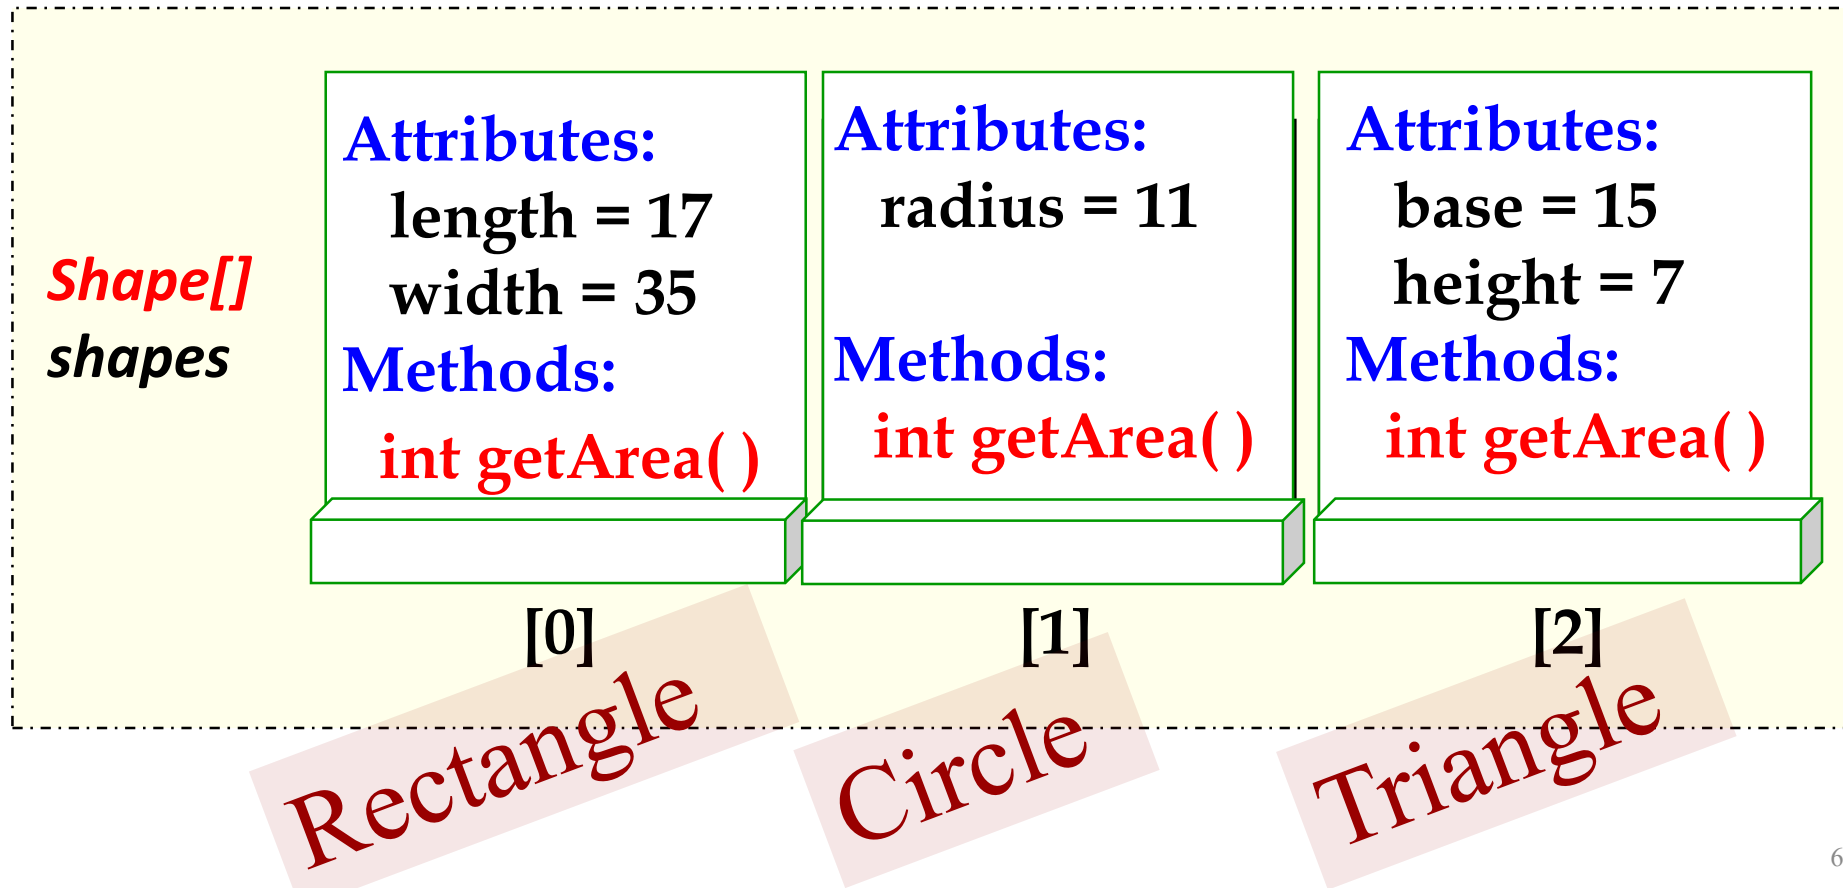 Shape[]
shapes
Attributes:
length = 17
width = 35
Methods:
int getArea( )
[0]
Rectangle
Attributes:
radius = 11
Methods:
int getArea( )
[1]
Circle
Attributes:
base = 15
height = 7
Methods:
int getArea( )
[2]
Triangle
6